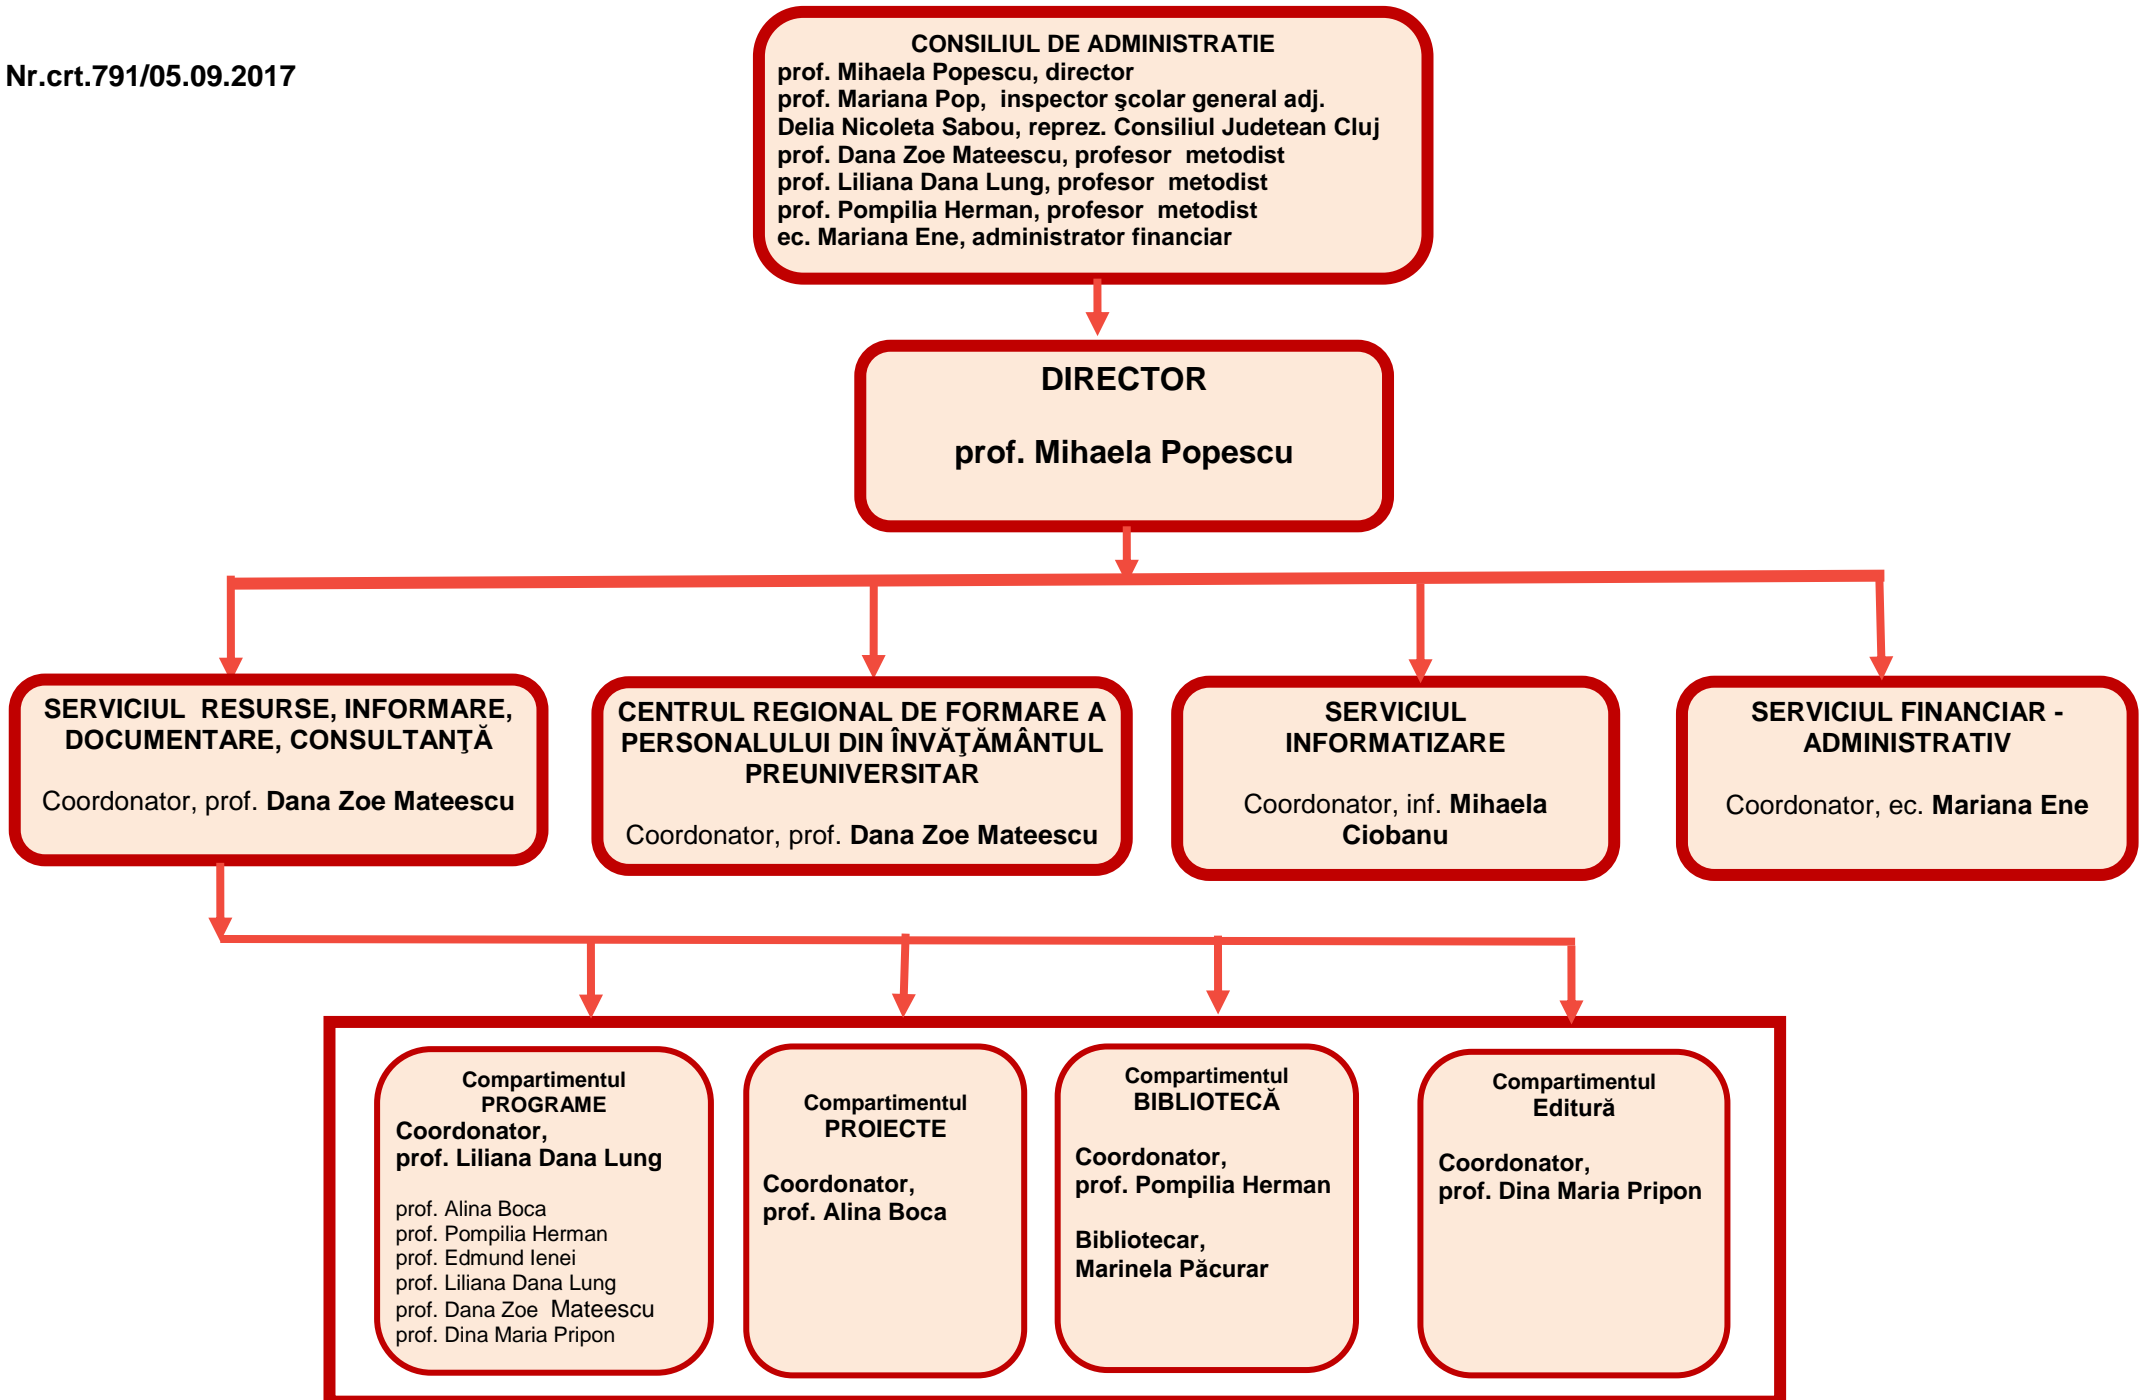 Nr.crt.791/05.09.2017
CONSILIUL DE ADMINISTRATIE
prof. Mihaela Popescu, director
prof. Mariana Pop, inspector şcolar general adj.
Delia Nicoleta Sabou, reprez. Consiliul Judetean Cluj
prof. Dana Zoe Mateescu, profesor metodist
prof. Liliana Dana Lung, profesor metodist
prof. Pompilia Herman, profesor metodist
ec. Mariana Ene, administrator financiar
DIRECTOR
prof. Mihaela Popescu
SERVICIUL RESURSE, INFORMARE,
DOCUMENTARE, CONSULTANŢĂ
Coordonator, prof. Dana Zoe Mateescu
CENTRUL REGIONAL DE FORMARE A
PERSONALULUI DIN ÎNVĂŢĂMÂNTUL
PREUNIVERSITAR
Coordonator, prof. Dana Zoe Mateescu
SERVICIUL
INFORMATIZARE
Coordonator, inf. Mihaela
Ciobanu
SERVICIUL FINANCIAR -
ADMINISTRATIV
Coordonator, ec. Mariana Ene
Compartimentul
PROGRAME
Coordonator,
prof. Liliana Dana Lung
prof. Alina Boca
prof. Pompilia Herman
prof. Edmund Ienei
prof. Liliana Dana Lung
prof. Dana Zoe Mateescu
prof. Dina Maria Pripon
Compartimentul
PROIECTE
Coordonator,
prof. Alina Boca
Compartimentul
BIBLIOTECĂ
Coordonator,
prof. Pompilia Herman
Bibliotecar,
Marinela Păcurar
Compartimentul
Editură
Coordonator,
prof. Dina Maria Pripon